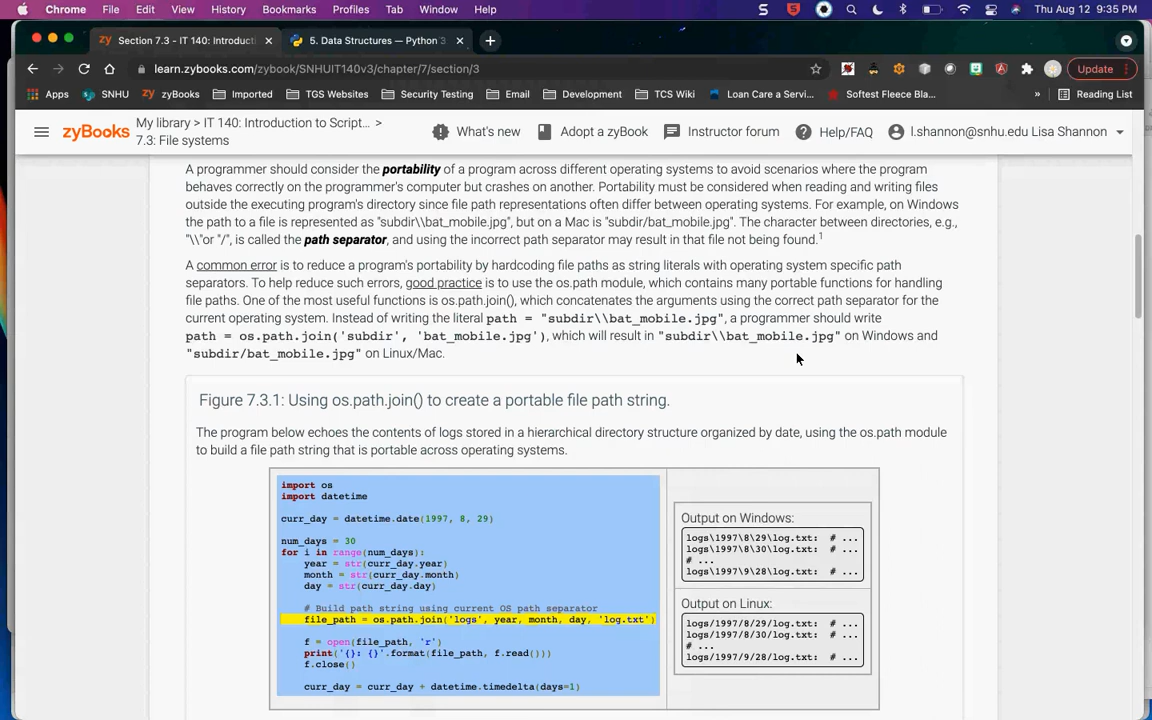 Chrome File Edit View History Bookmarks Profiles Tab Window Help Thu Aug 12 9:35 PM
Section 7.3 - IT 140: Introducti 5. Data Structures — Python 3
learn.zybooks.com/zybook/SNHUIT140v3/chapter/7/section/3 Update
Apps SNHU zyBooks Imported TGS Websites Security Testing Email Development TCS Wiki Loan Care a Servi... Softest Fleece Bla... » Reading List
zyBooks My library > IT 140: Introduction to Script... > What's new Adopt a zyBook Instructor forum Help/FAQ l.shannon@snhu.edu Lisa Shannon
7.3: File systems
A programmer should consider the portability of a program across different operating systems to avoid scenarios where the program
behaves correctly on the programmer's computer but crashes on another. Portability must be considered when reading and writing files
outside the executing program's directory since file path representations often differ between operating systems. For example, on Windows
the path to a file is represented as "subdir\\bat_mobile.jpg", but on a Mac is "subdir/bat_mobile.jpg". The character between directories, e.g.,
"\\"or "/", is called the path separator, and using the incorrect path separator may result in that file not being found.1
A common error is to reduce a program's portability by hardcoding file paths as string literals with operating system specific path
separators. To help reduce such errors, good practice is to use the os.path module, which contains many portable functions for handling
file paths. One of the most useful functions is os.path.join(), which concatenates the arguments using the correct path separator for the
current operating system. Instead of writing the literal path = "subdir\\bat_mobile.jpg", a programmer should write
path = os.path.join('subdir', 'bat_mobile.jpg'), which will result in "subdir\\bat_mobile.jpg" on Windows and
"subdir/bat_mobile.jpg" on Linux/Mac.
Figure 7.3.1: Using os.path.join() to create a portable file path string.
The program below echoes the contents of logs stored in a hierarchical directory structure organized by date, using the os.path module
to build a file path string that is portable across operating systems.
import os
import datetime
curr_day = datetime.date(1997, 8, 29)
num_days = 30
for i in range(num_days):
year = str(curr_day.year)
month = str(curr_day.month)
day = str(curr_day.day)
# Build path string using current OS path separator
file_path = os.path.join('logs', year, month, day, 'log.txt')
f = open(file_path, 'r')
print('{}: {}'.format(file_path, f.read()))
f.close()
curr_day = curr_day + datetime.timedelta(days=1)
Output on Windows:
logs\1997\8\29\log.txt: # ...
logs\1997\8\30\log.txt: # ...
# ...
logs\1997\9\28\log.txt: # ...
Output on Linux:
logs/1997/8/29/log.txt: # ...
logs/1997/8/30/log.txt: # ...
# ...
logs/1997/9/28/log.txt: # ...